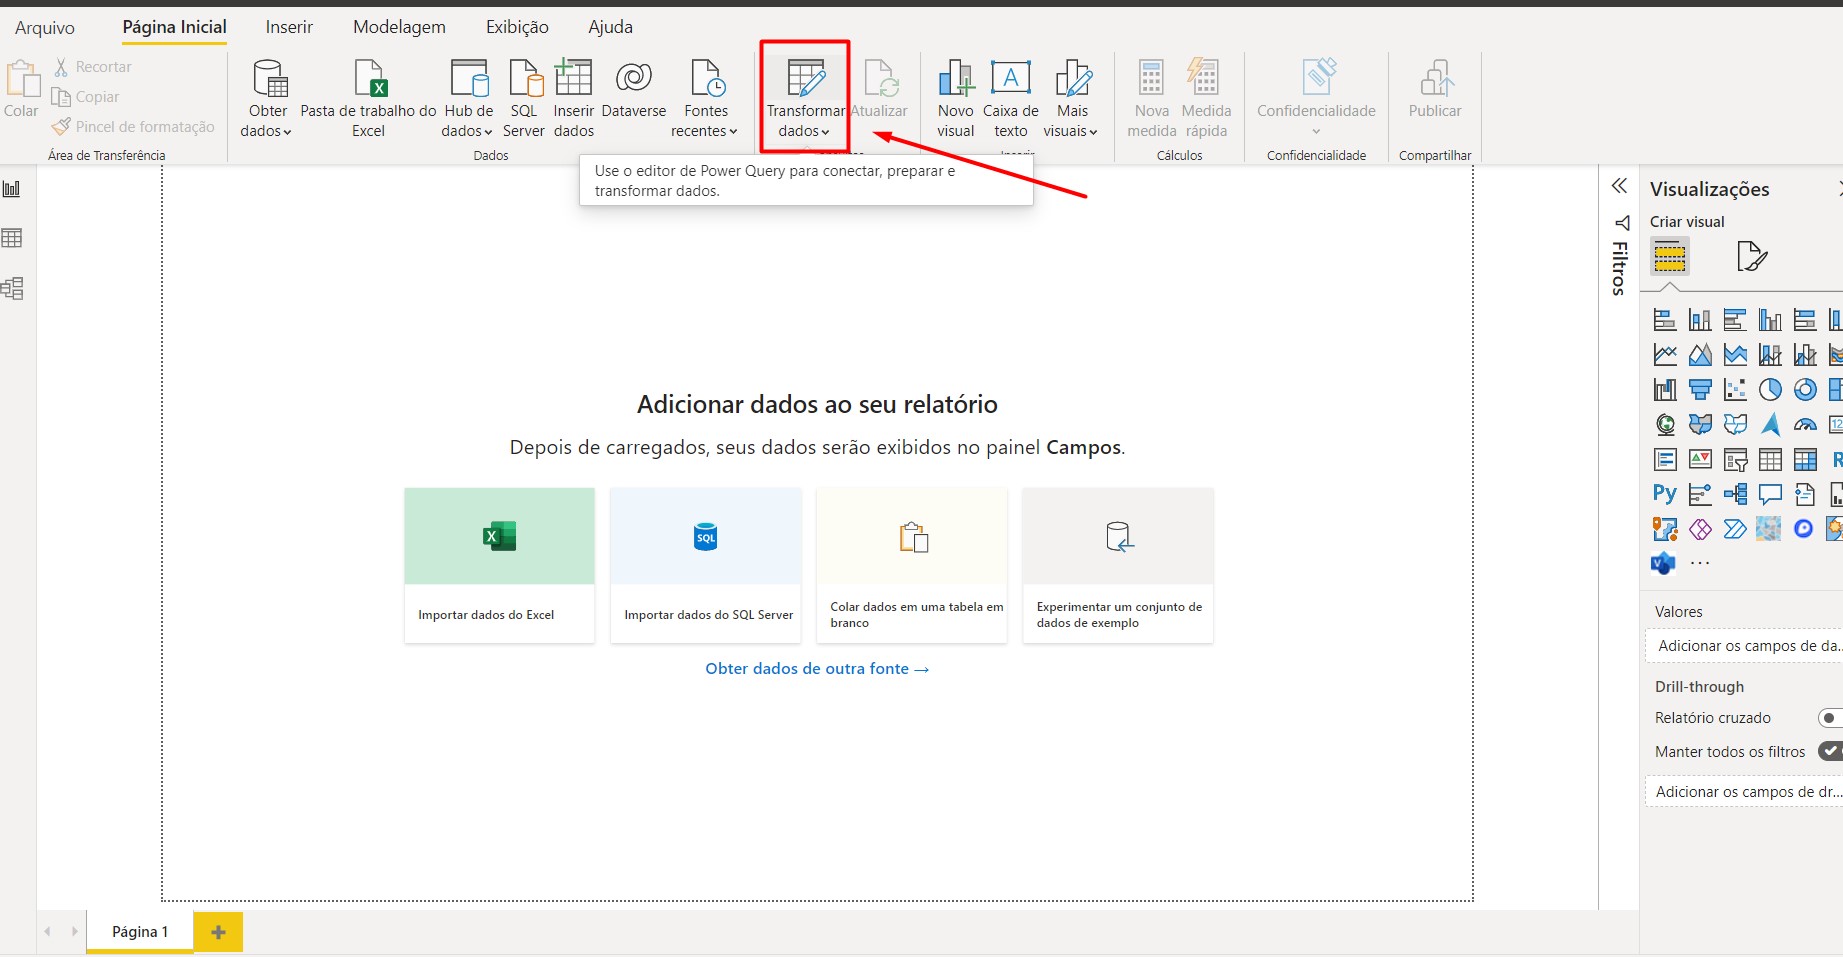 Arquivo
Página Inicial
Inserir
Modelagem
Exibição
Ajuda
Colar
Recortar
Copiar
Pincel de formatação
Área de Transferência
Obter
dados
Pasta de trabalho do
Excel
Hub de
dados
SQL
Server
Inserir
dados
Dataverse
Fontes
recentes
Dados
Transformar
dados
Atualizar
Novo
visual
Caixa de
texto
Mais
visuais
Inserir
Nova
medida
Medida
rápida
Cálculos
Confidencialidade
Confidencialidade
Publicar
Compartilhar
Use o editor de Power Query para conectar, preparar e
transformar dados.
Adicionar dados ao seu relatório
Depois de carregados, seus dados serão exibidos no painel Campos.
X
SQL
Importar dados do Excel
Importar dados do SQL Server
Colar dados em uma tabela em
branco
Experimentar um conjunto de
dados de exemplo
Obter dados de outra fonte →
Filtros
Visualizações
Criar visual
Py
Valores
Adicionar os campos de da...
Drill-through
Relatório cruzado
Manter todos os filtros
Adicionar os campos de dr...
Página 1